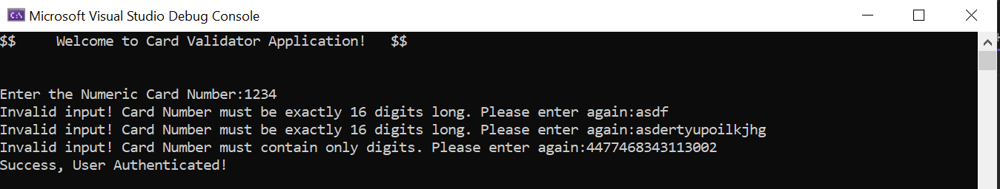 Microsoft Visual Studio Debug Console
$$ Welcome to Card Validator Application! $$
Enter the Numeric Card Number:1234
Invalid input! Card Number must be exactly 16 digits long. Please enter again:asdf
Invalid input! Card Number must be exactly 16 digits long. Please enter again:asdertyupoilkjhg
Invalid input! Card Number must contain only digits. Please enter again:4477468343113002
Success, User Authenticated!